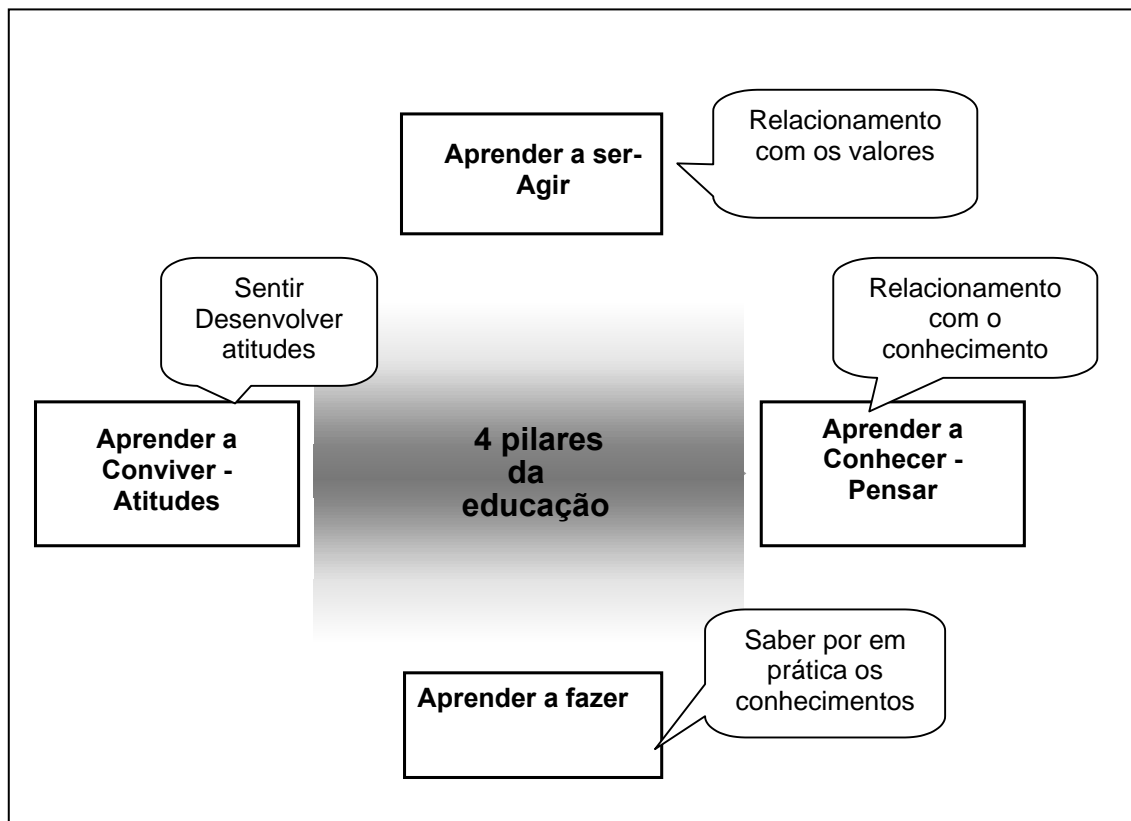 Aprender a ser-
Agir
Relacionamento
com os valores
Sentir
Desenvolver
atitudes
Relacionamento
com o
conhecimento
Aprender a
Conviver -
Atitudes
4 pilares
da
educação
Aprender a
Conhecer -
Pensar
Aprender a fazer
Saber por em
prática os
conhecimentos